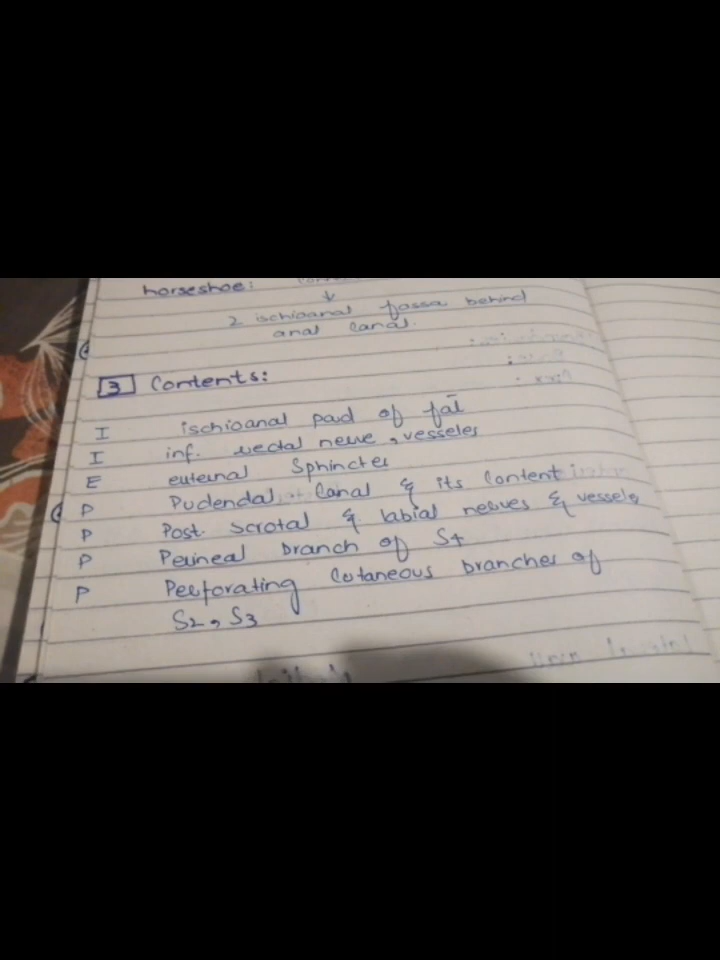 horseshoe:
↓
2 ischioanal fossa behind
anal canal.
3 Contents:
I ischioanal pad of fat
I inf. rectal nerve, vesseles
E external Sphincter
P Pudendal canal & its content
P Post. scrotal & labial nerves & vessels
P Perineal branch of S4
P Perforating cutaneous branches of
S2, S3